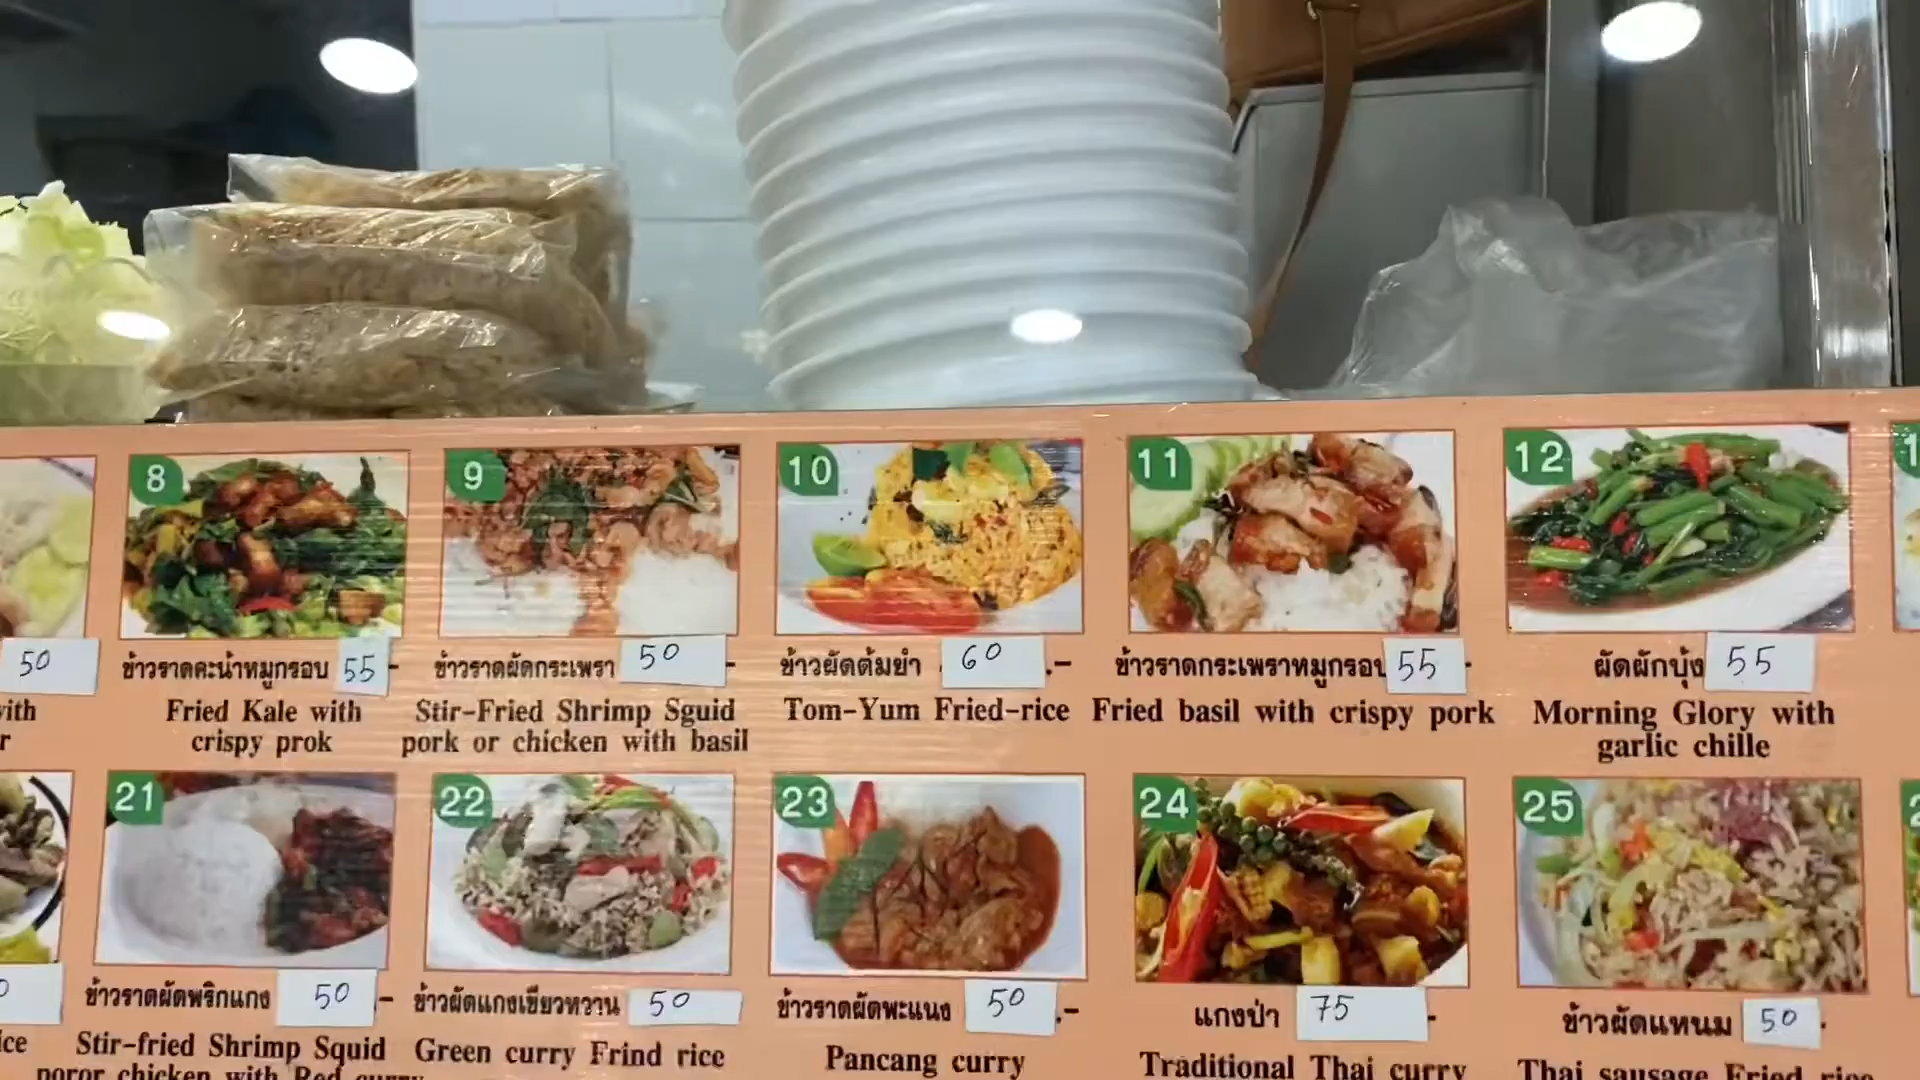 8
9
10
11
12
50
ข้าวราดคะน้าหมูกรอบ 55 -
ข้าวราดผัดกระเพรา 50 -
ข้าวผัดต้มยำ 60 .-
ข้าวราดกระเพราหมูกรอบ 55 -
ผัดผักบุ้ง 55
Fried Kale with
crispy prok
Stir-Fried Shrimp Sguid
pork or chicken with basil
Tom-Yum Fried-rice
Fried basil with crispy pork
Morning Glory with
garlic chille
21
22
23
24
25
ข้าวราดผัดพริกแกง 50 .-
ข้าวผัดแกงเขียวหวาน 50
ข้าวราดผัดพะแนง 50 .-
แกงป่า 75 -
ข้าวผัดแหนม 50 .
Stir-fried Shrimp Squid
poror chicken with Red curry
Green curry Frind rice
Pancang curry
Traditional Thai curry
Thai sausage Fried rice